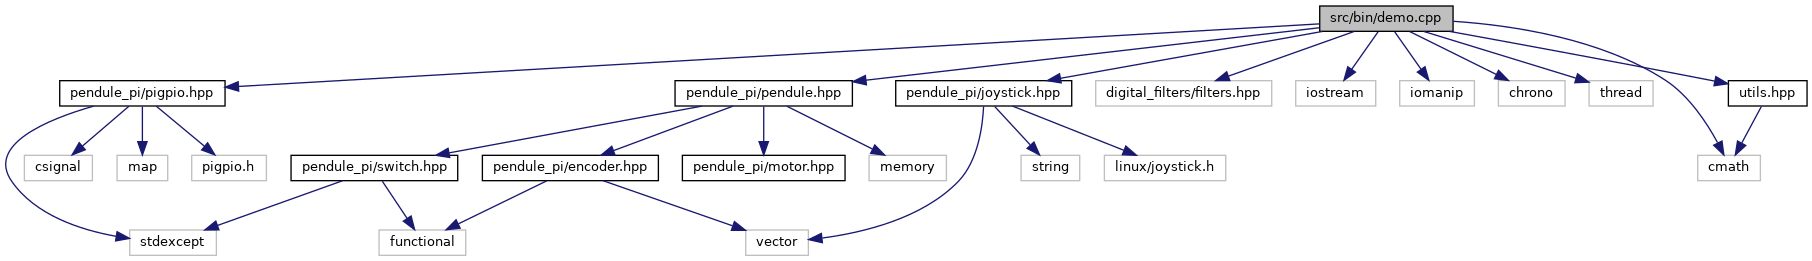 src/bin/demo.cpp
pendule_pi/pigpio.hpp
pendule_pi/pendule.hpp
pendule_pi/joystick.hpp
digital_filters/filters.hpp
iostream
iomanip
chrono
thread
utils.hpp
csignal
map
pigpio.h
pendule_pi/switch.hpp
pendule_pi/encoder.hpp
pendule_pi/motor.hpp
memory
string
linux/joystick.h
cmath
stdexcept
functional
vector